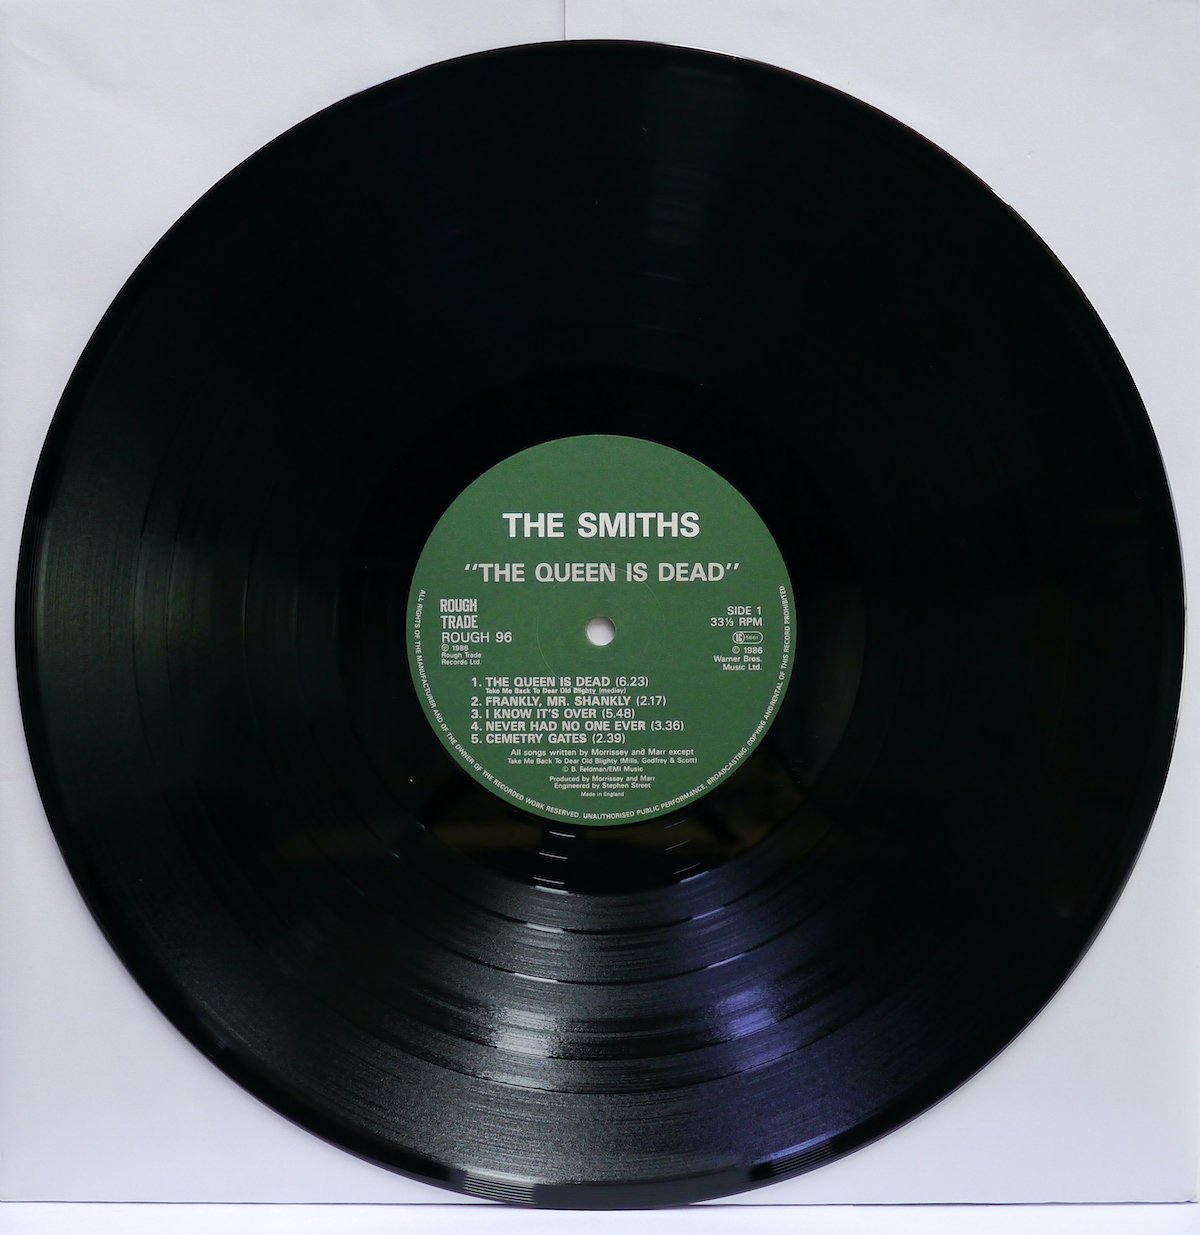 THE SMITHS
“THE QUEEN IS DEAD”
ROUGH
TRADE
ROUGH 96
℗ 1986
Rough Trade
Records Ltd.
SIDE 1
33⅓ RPM
© 1986
Warner Bros.
Music Ltd.
1. THE QUEEN IS DEAD (6.23)
Take Me Back To Dear Old Blighty (medley)
2. FRANKLY, MR. SHANKLY (2.17)
3. I KNOW IT'S OVER (5.48)
4. NEVER HAD NO ONE EVER (3.36)
5. CEMETRY GATES (2.39)
All songs written by Morrissey and Marr except
Take Me Back To Dear Old Blighty (Mills, Godfrey & Scott)
© B. Feldman/EMI Music
Produced by Morrissey and Marr
Engineered by Stephen Street
Made in England
ALL RIGHTS OF THE MANUFACTURER AND OF THE OWNER OF THE RECORDED WORK RESERVED. UNAUTHORISED PUBLIC PERFORMANCE, BROADCASTING, COPYING AND RENTAL OF THIS RECORD PROHIBITED